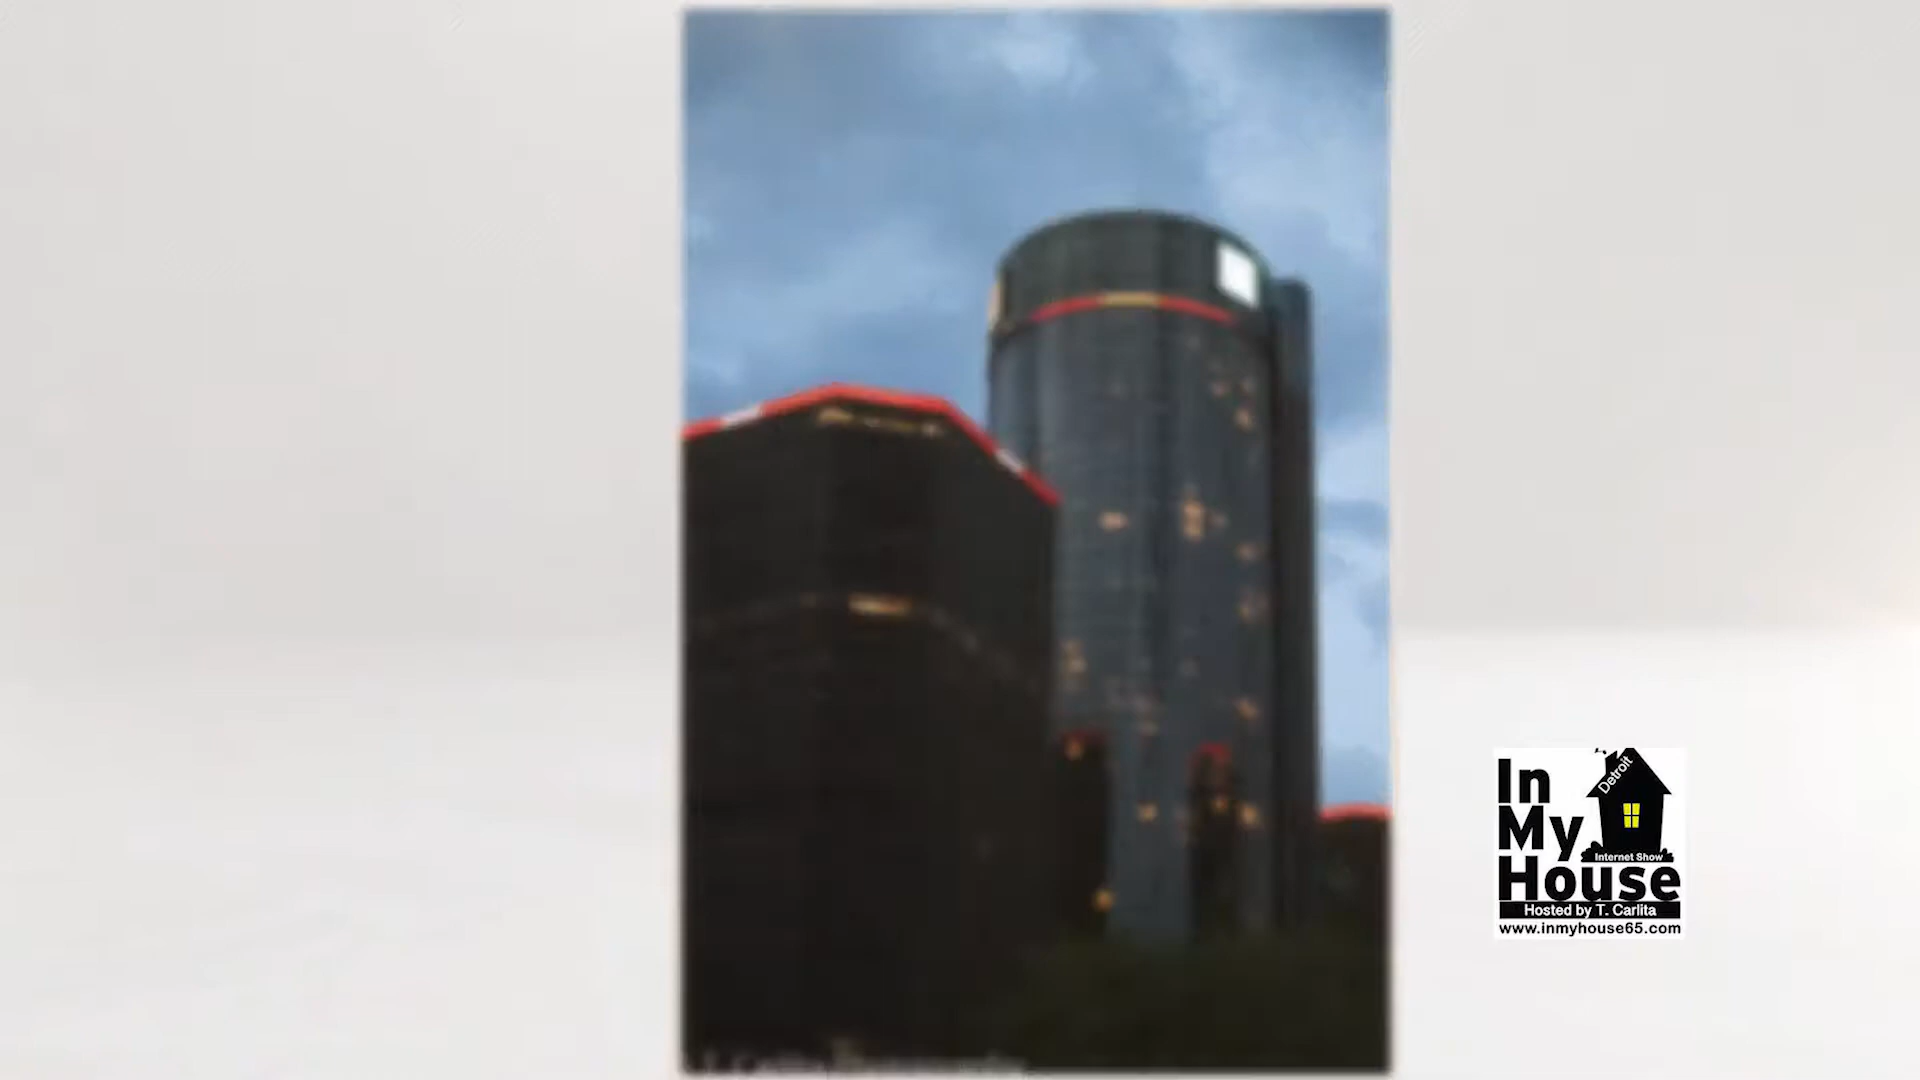 In
My
House
Detroit
Internet Show
Hosted by T. Carlita
www.inmyhouse65.com